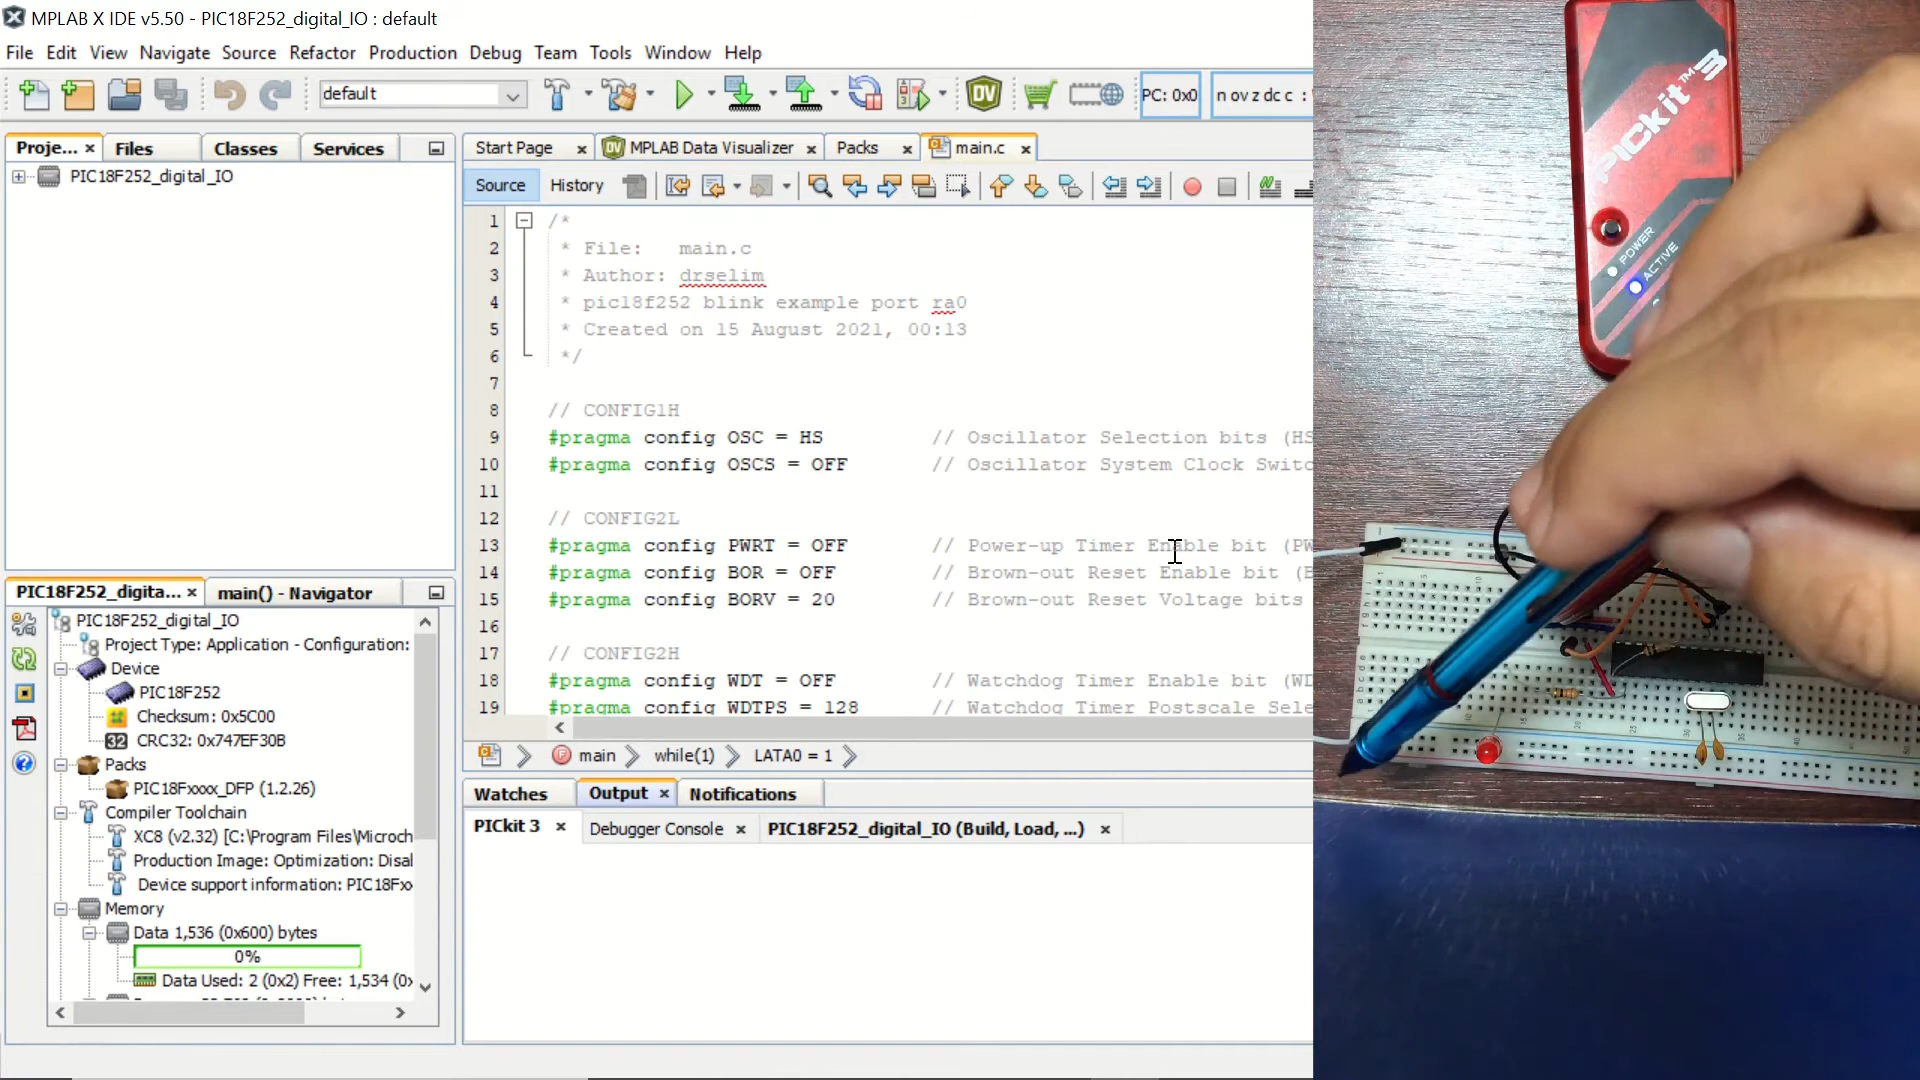 MPLAB X IDE v5.50 - PIC18F252_digital_IO : default
File Edit View Navigate Source Refactor Production Debug Team Tools Window Help
default
PC: 0x0
n ov z dc c :
Proje... Files Classes Services
PIC18F252_digital_IO
Start Page MPLAB Data Visualizer Packs main.c
Source History
1 /*
2 * File: main.c
3 * Author: drselim
4 * pic18f252 blink example port ra0
5 * Created on 15 August 2021, 00:13
6 */
7
8 // CONFIG1H
9 #pragma config OSC = HS // Oscillator Selection bits (HS
10 #pragma config OSCS = OFF // Oscillator System Clock Switc
11
12 // CONFIG2L
13 #pragma config PWRT = OFF // Power-up Timer Enable bit (PW
14 #pragma config BOR = OFF // Brown-out Reset Enable bit (B
15 #pragma config BORV = 20 // Brown-out Reset Voltage bits
16
17 // CONFIG2H
18 #pragma config WDT = OFF // Watchdog Timer Enable bit (WD
19 #pragma config WDTPS = 128 // Watchdog Timer Postscale Sele
main while(1) LATA0 = 1
PIC18F252_digita... main() - Navigator
PIC18F252_digital_IO
Project Type: Application - Configuration:
Device
PIC18F252
Checksum: 0x5C00
CRC32: 0x747EF30B
Packs
PIC18Fxxxx_DFP (1.2.26)
Compiler Toolchain
XC8 (v2.32) [C:\Program Files\Microch
Production Image: Optimization: Disal
Device support information: PIC18Fxx
Memory
Data 1,536 (0x600) bytes
0%
Data Used: 2 (0x2) Free: 1,534 (0x
Watches Output Notifications
PICkit 3 Debugger Console PIC18F252_digital_IO (Build, Load, ...)
PICkit™ 3
POWER
ACTIVE